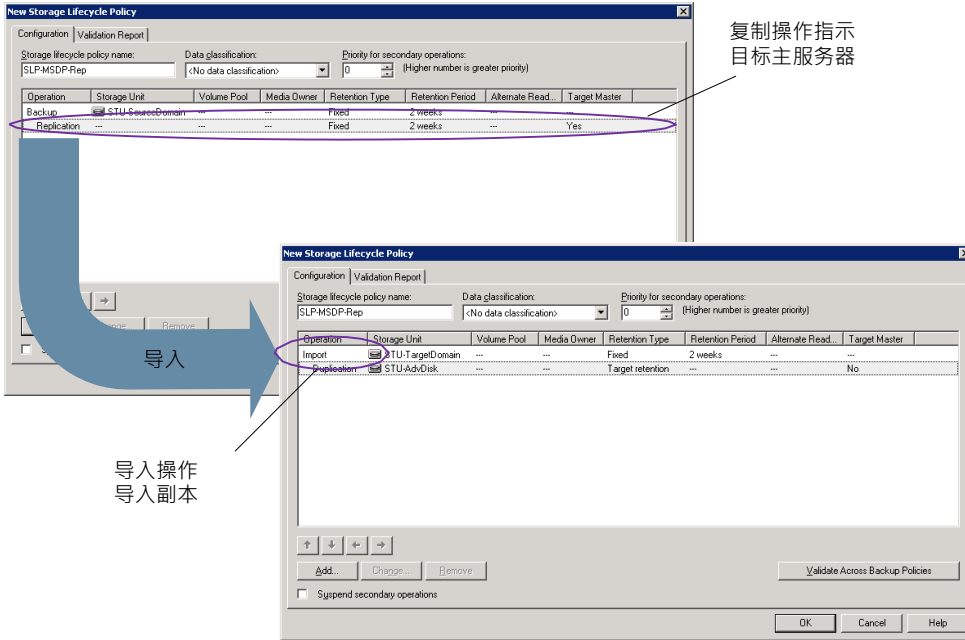 New Storage Lifecycle Policy
Configuration
Validation Report
Storage lifecycle policy name:
Data classification:
Priority for secondary operations:
SLP-MSDP-Rep
<No data classification>
0
(Higher number is greater priority)
Operation Storage Unit Volume Pool Media Owner Retention Type Retention Period Alternate Read... Target Master
Backup STU-SourceDomain --- --- Fixed 2 weeks --- ---
Replication --- --- --- Fixed 2 weeks --- Yes
Remove
复制操作指示
目标主服务器
导入
New Storage Lifecycle Policy
Configuration
Validation Report
Storage lifecycle policy name:
Data classification:
Priority for secondary operations:
SLP-MSDP-Rep
<No data classification>
0
(Higher number is greater priority)
Operation Storage Unit Volume Pool Media Owner Retention Type Retention Period Alternate Read... Target Master
Import STU-TargetDomain --- --- Fixed 2 weeks --- ---
Duplication STU-AdvDisk --- --- Target retention --- --- No
Add...
Change...
Remove
Validate Across Backup Policies
Suspend secondary operations
OK
Cancel
Help
导入操作
导入副本